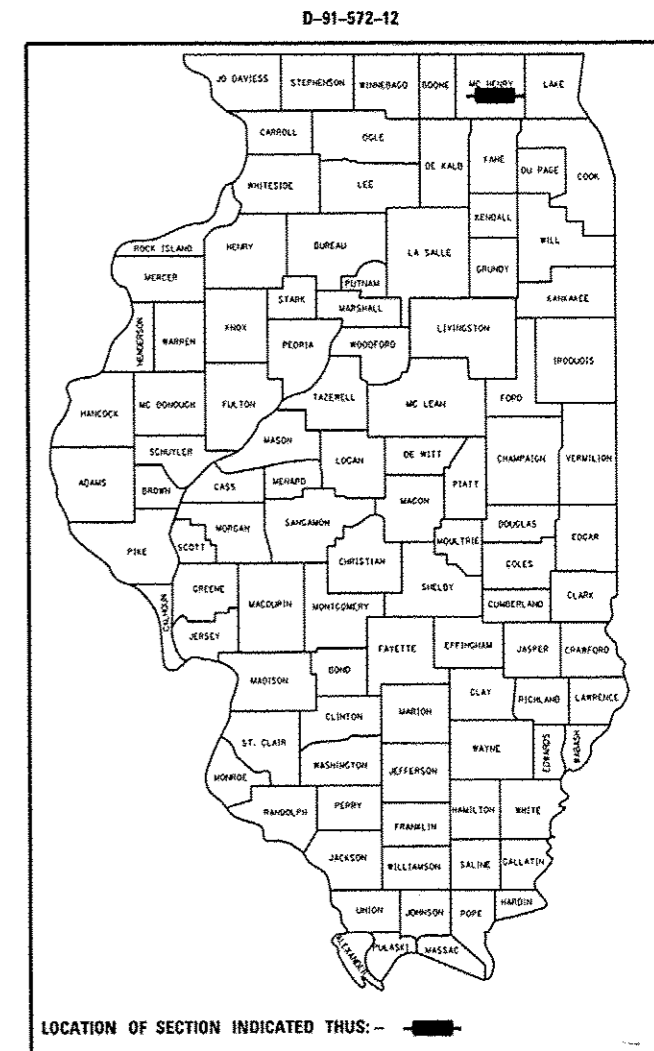 D-91-572-12
JO DAVIESS STEPHENSON WINNEBAGO BOONE MC HENRY LAKE
CARROLL OGLE DE KALB KANE DU PAGE COOK
WHITESIDE LEE
KENDALL
ROCK ISLAND HENRY BUREAU LA SALLE WILL
GRUNDY
MERCER PUTNAM
STARK MARSHALL KANKAKEE
HENDERSON WARREN KNOX LIVINGSTON
PEORIA WOODFORD IROQUOIS
HANCOCK MC DONOUGH FULTON TAZEWELL MC LEAN FORD
MASON
SCHUYLER LOGAN DE WITT CHAMPAIGN VERMILION
ADAMS BROWN CASS MENARD PIATT
MACON
MORGAN SANGAMON DOUGLAS
PIKE SCOTT CHRISTIAN MOULTRIE EDGAR
COLES
GREENE SHELBY
CALHOUN MACOUPIN MONTGOMERY CUMBERLAND CLARK
JERSEY
FAYETTE EFFINGHAM JASPER CRAWFORD
MADISON BOND
CLAY RICHLAND LAWRENCE
CLINTON MARION
ST. CLAIR WAYNE EDWARDS WABASH
WASHINGTON JEFFERSON
MONROE
RANDOLPH PERRY HAMILTON WHITE
FRANKLIN
JACKSON WILLIAMSON SALINE GALLATIN
UNION JOHNSON POPE HARDIN
ALEXANDER PULASKI MASSAC
LOCATION OF SECTION INDICATED THUS: -